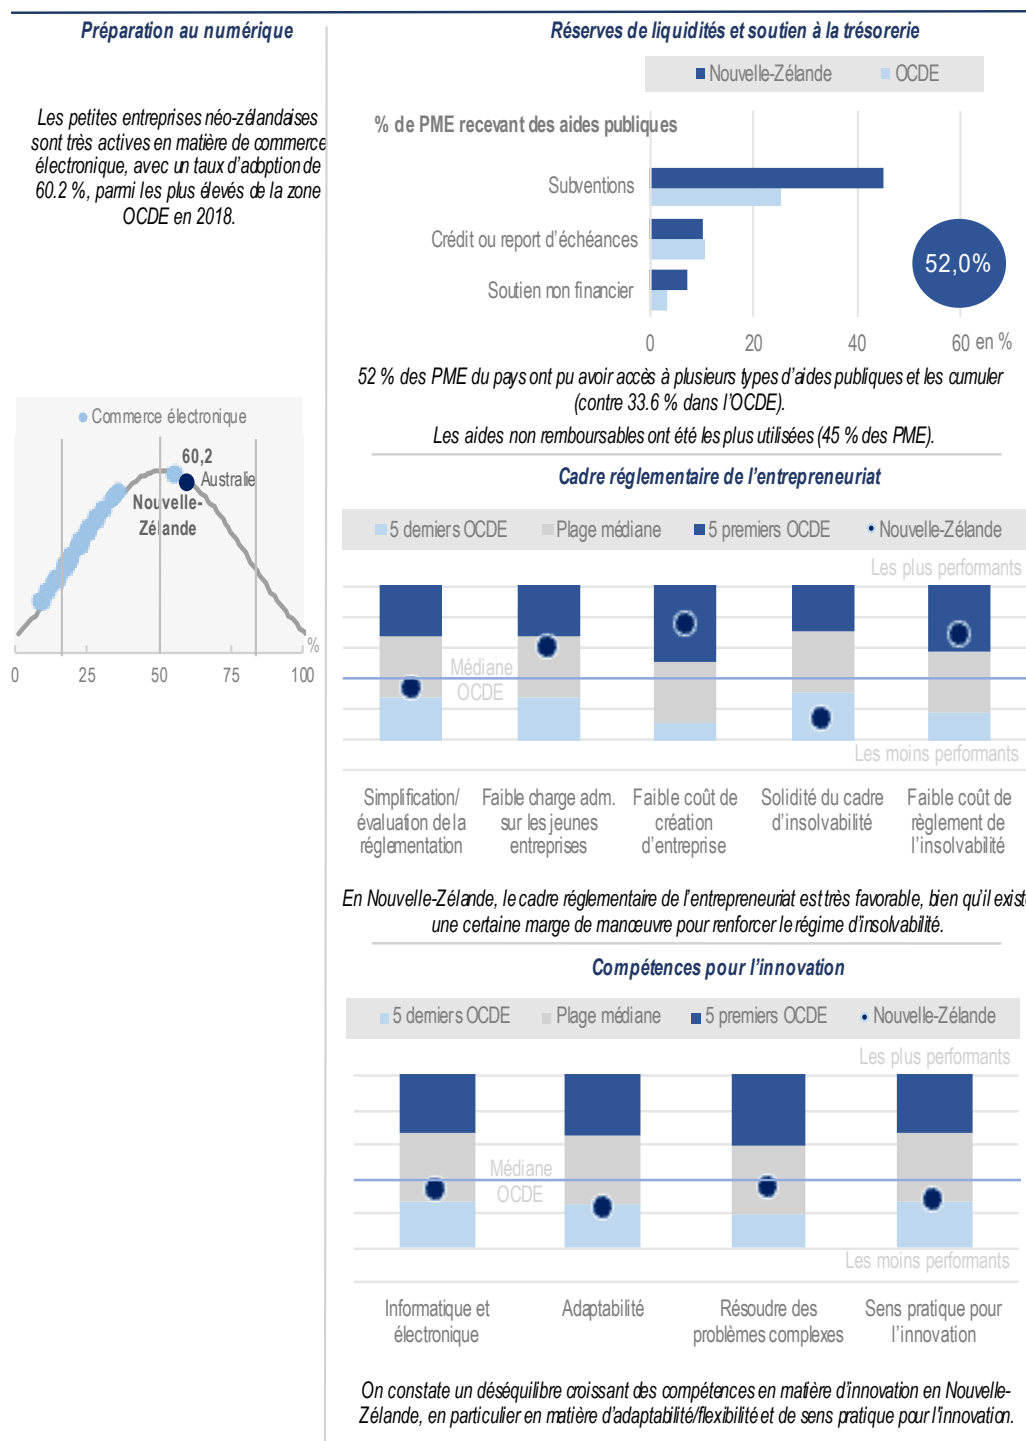 Préparation au numérique
Les petites entreprises néo-zélandaises
sont très actives en matière de commerce
électronique, avec un taux d'adoption de
60.2 %, parmi les plus élevés de la zone
OCDE en 2018.
Commerce électronique
60,2
Australie
Nouvelle-
Zélande
%
0 25 50 75 100
Réserves de liquidités et soutien à la trésorerie
Nouvelle-Zélande OCDE
% de PME recevant des aides publiques
Subventions
Crédit ou report d'échéances
Soutien non financier
52,0%
0 20 40 60 en %
52 % des PME du pays ont pu avoir accès à plusieurs types d'aides publiques et les cumuler
(contre 33.6 % dans l'OCDE).
Les aides non remboursables ont été les plus utilisées (45 % des PME).
Cadre réglementaire de l'entrepreneuriat
5 derniers OCDE Plage médiane 5 premiers OCDE Nouvelle-Zélande
Les plus performants
Médiane
OCDE
Les moins performants
Simplification/ Faible charge adm. Faible coût de Solidité du cadre Faible coût de
évaluation de la sur les jeunes création d'insolvabilité règlement de
réglementation entreprises d'entreprise l'insolvabilité
En Nouvelle-Zélande, le cadre réglementaire de l'entrepreneuriat est très favorable, bien qu'il existe
une certaine marge de manœuvre pour renforcer le régime d'insolvabilité.
Compétences pour l'innovation
5 derniers OCDE Plage médiane 5 premiers OCDE Nouvelle-Zélande
Les plus performants
Médiane
OCDE
Les moins performants
Informatique et Adaptabilité Résoudre des Sens pratique pour
électronique problèmes complexes l'innovation
On constate un déséquilibre croissant des compétences en matière d'innovation en Nouvelle-
Zélande, en particulier en matière d'adaptabilité/flexibilité et de sens pratique pour l'innovation.